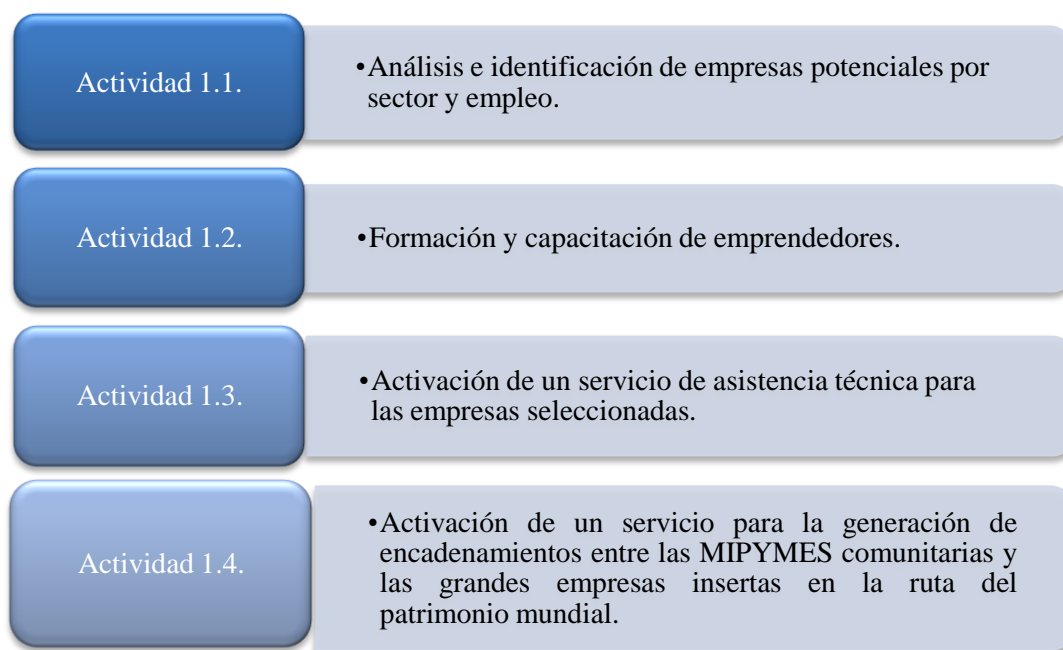 Actividad 1.1.
•Análisis e identificación de empresas potenciales por
sector y empleo.
Actividad 1.2.
•Formación y capacitación de emprendedores.
Actividad 1.3.
•Activación de un servicio de asistencia técnica para
las empresas seleccionadas.
Actividad 1.4.
•Activación de un servicio para la generación de
encadenamientos entre las MIPYMES comunitarias y
las grandes empresas insertas en la ruta del
patrimonio mundial.